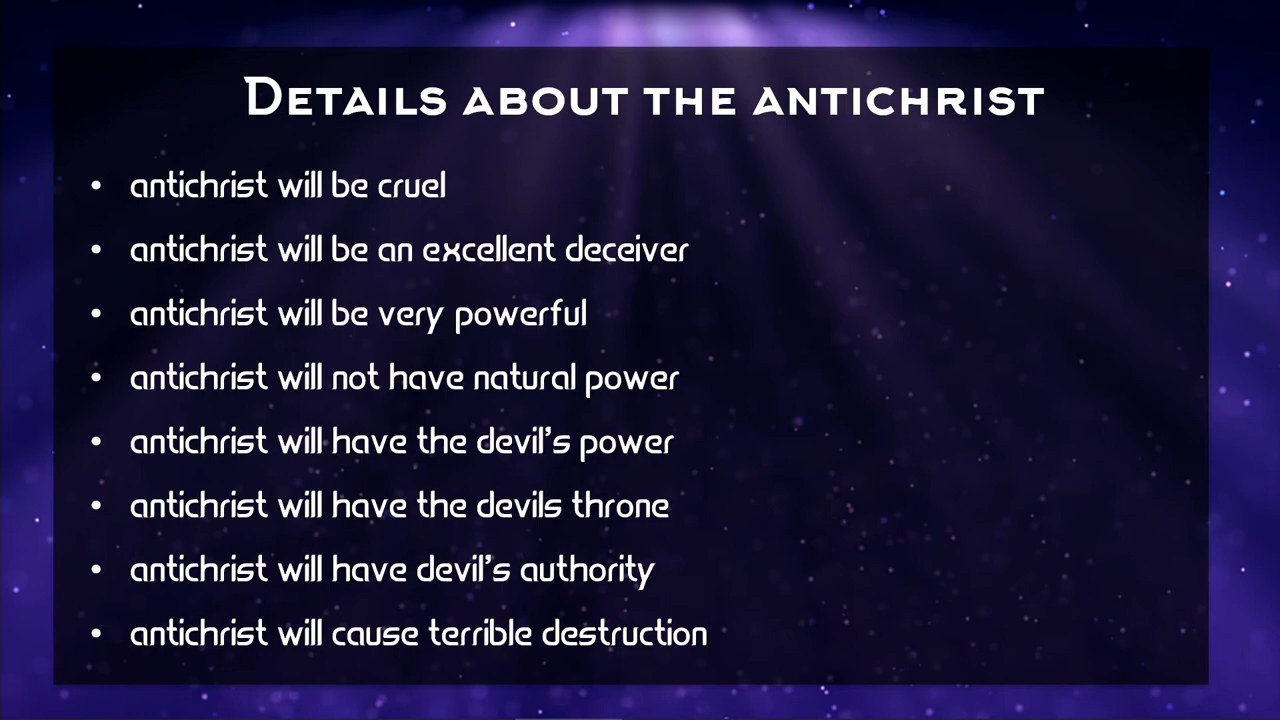 Details about the antichrist
• antichrist will be cruel
• antichrist will be an excellent deceiver
• antichrist will be very powerful
• antichrist will not have natural power
• antichrist will have the devil's power
• antichrist will have the devils throne
• antichrist will have devil's authority
• antichrist will cause terrible destruction